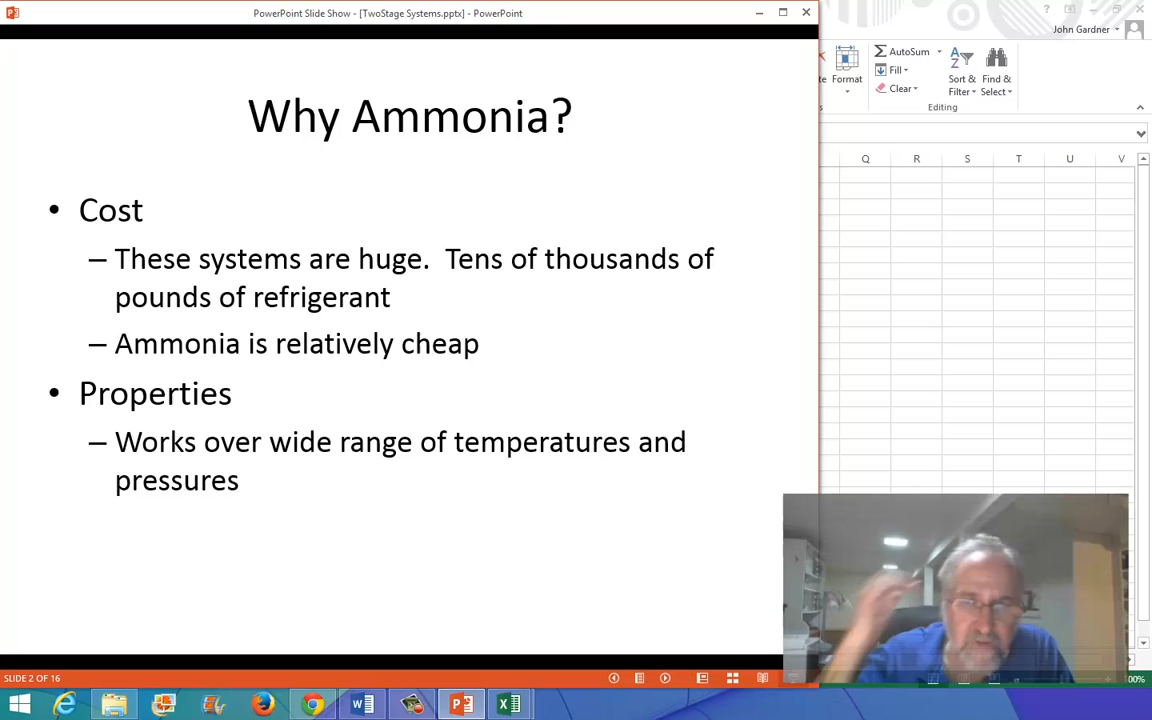 PowerPoint Slide Show - [TwoStage Systems.pptx] - PowerPoint
John Gardner
Why Ammonia?
• Cost
– These systems are huge. Tens of thousands of
pounds of refrigerant
– Ammonia is relatively cheap
• Properties
– Works over wide range of temperatures and
pressures
SLIDE 2 OF 16
Format
AutoSum
Fill
Clear
Sort &
Filter
Find &
Select
Editing
Q R S T U V